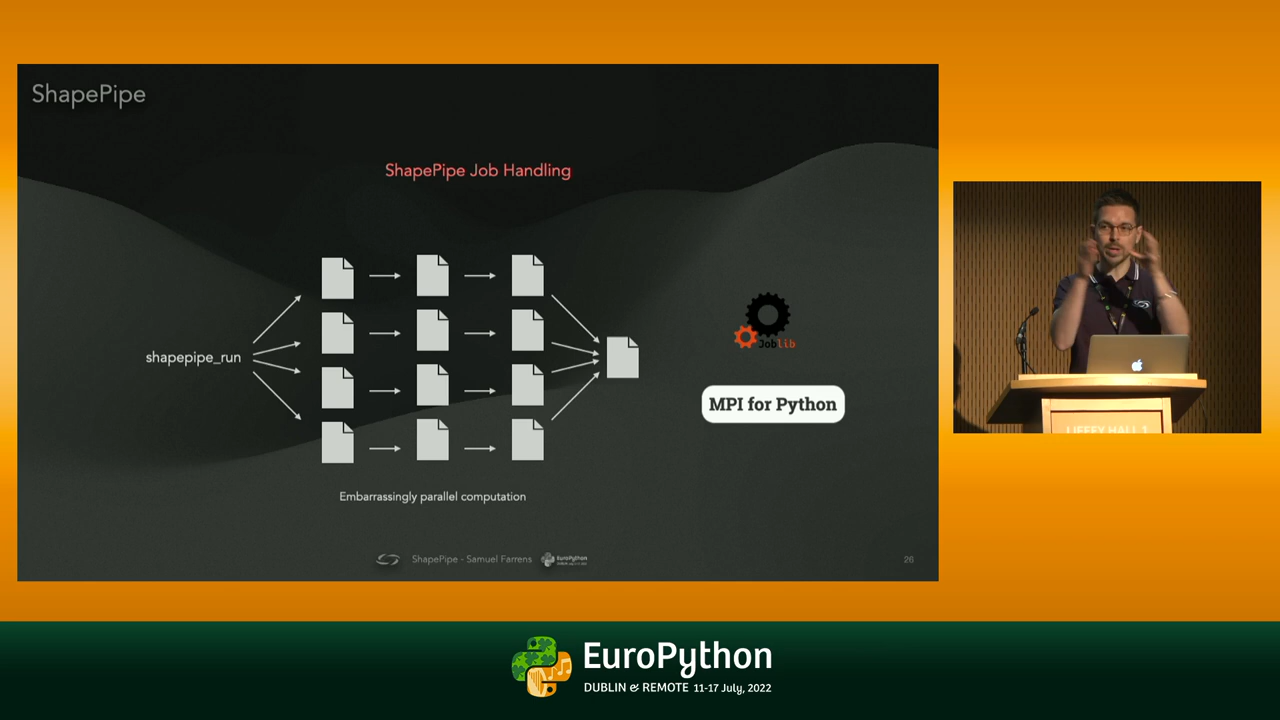 ShapePipe
ShapePipe Job Handling
shapepipe_run
Joblib
MPI for Python
Embarrassingly parallel computation
ShapePipe - Samuel Farrens
EuroPython
26
LIFFEY HALL 1
EuroPython
DUBLIN & REMOTE 11-17 July, 2022